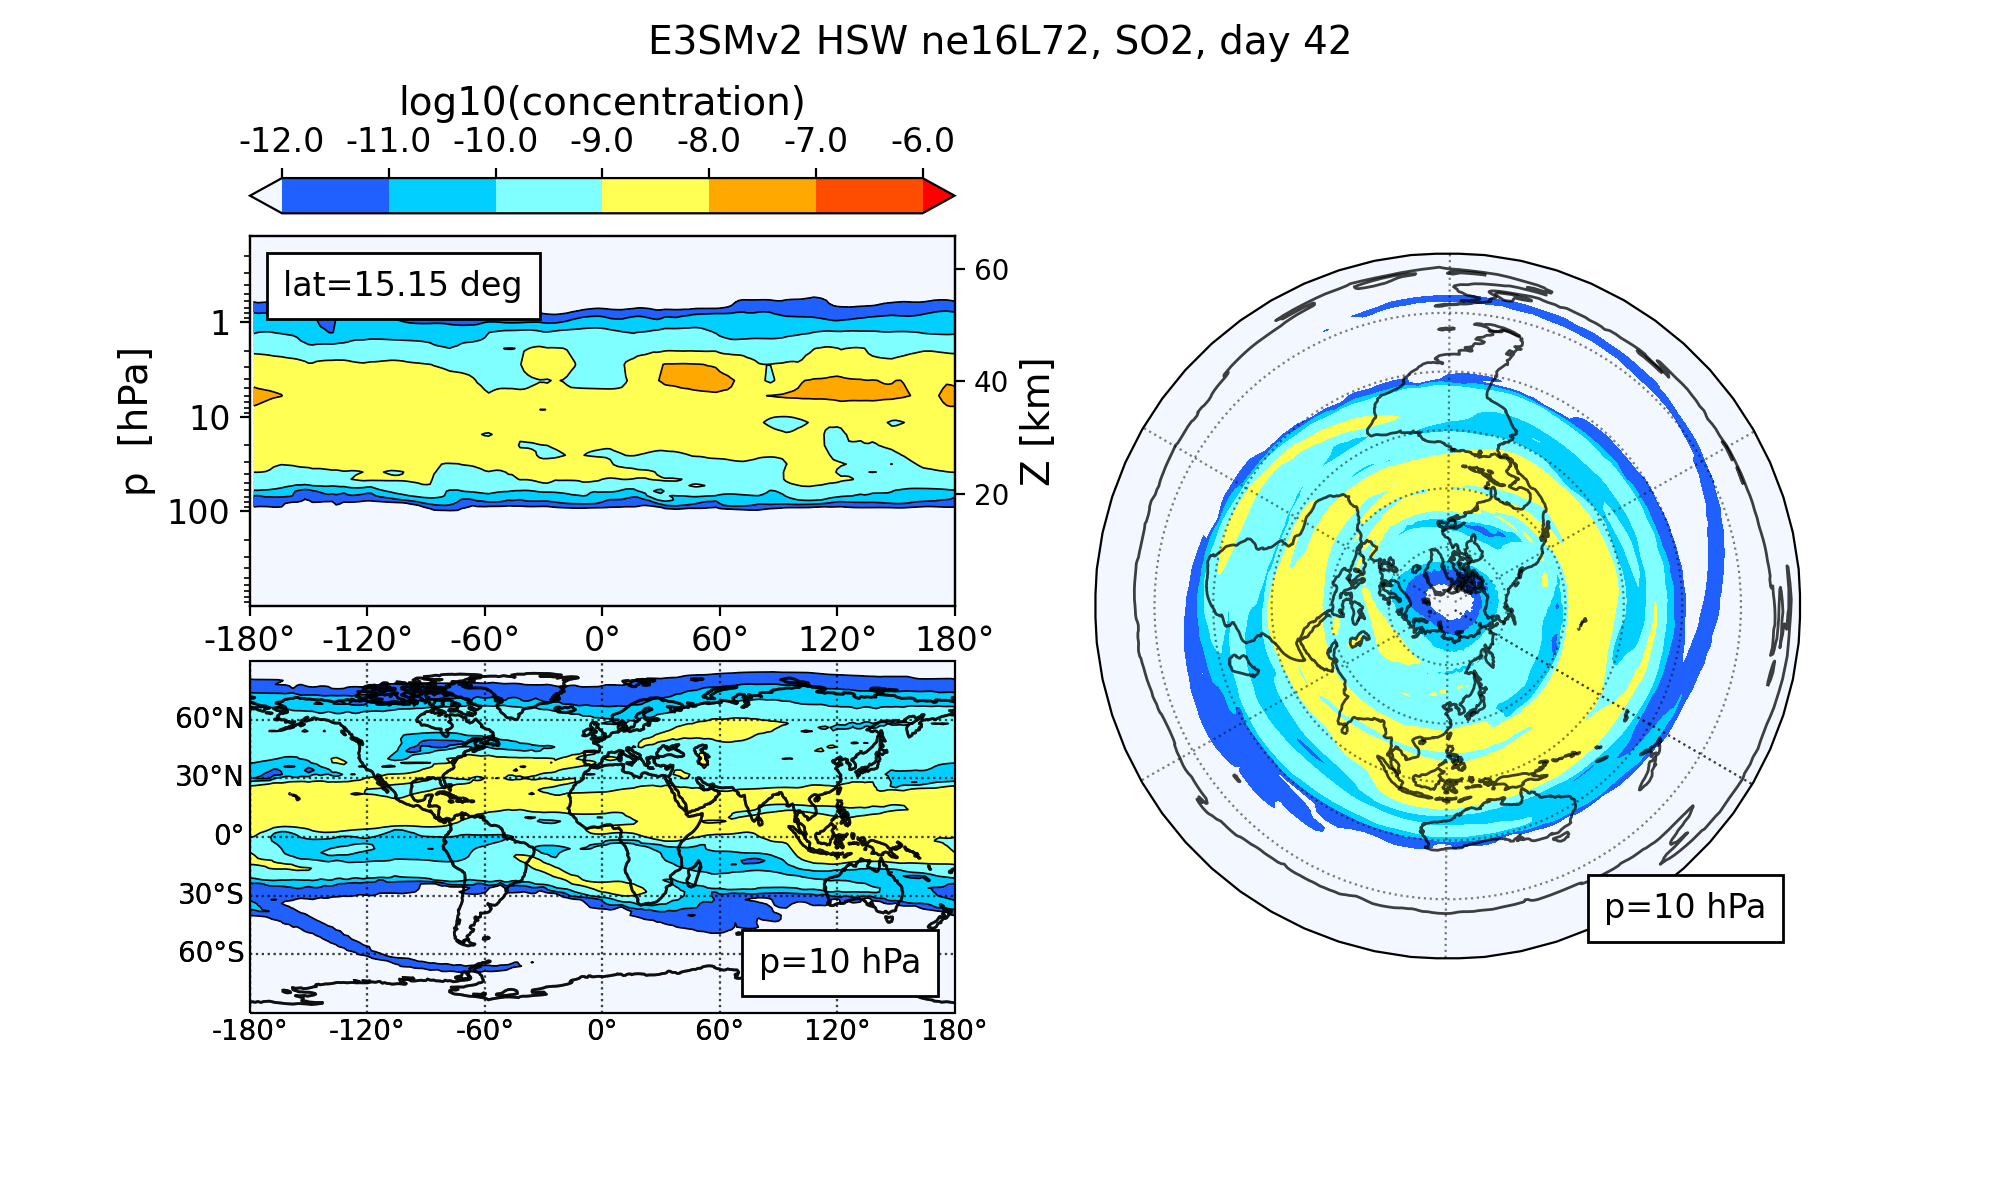 E3SMv2 HSW ne16L72, SO2, day 42
log10(concentration)
-12.0 -11.0 -10.0 -9.0 -8.0 -7.0 -6.0
lat=15.15 deg
p [hPa]
1
10
100
Z [km]
60
40
20
-180° -120° -60° 0° 60° 120° 180°
60°N
30°N
0°
30°S
60°S
p=10 hPa
-180° -120° -60° 0° 60° 120° 180°
p=10 hPa